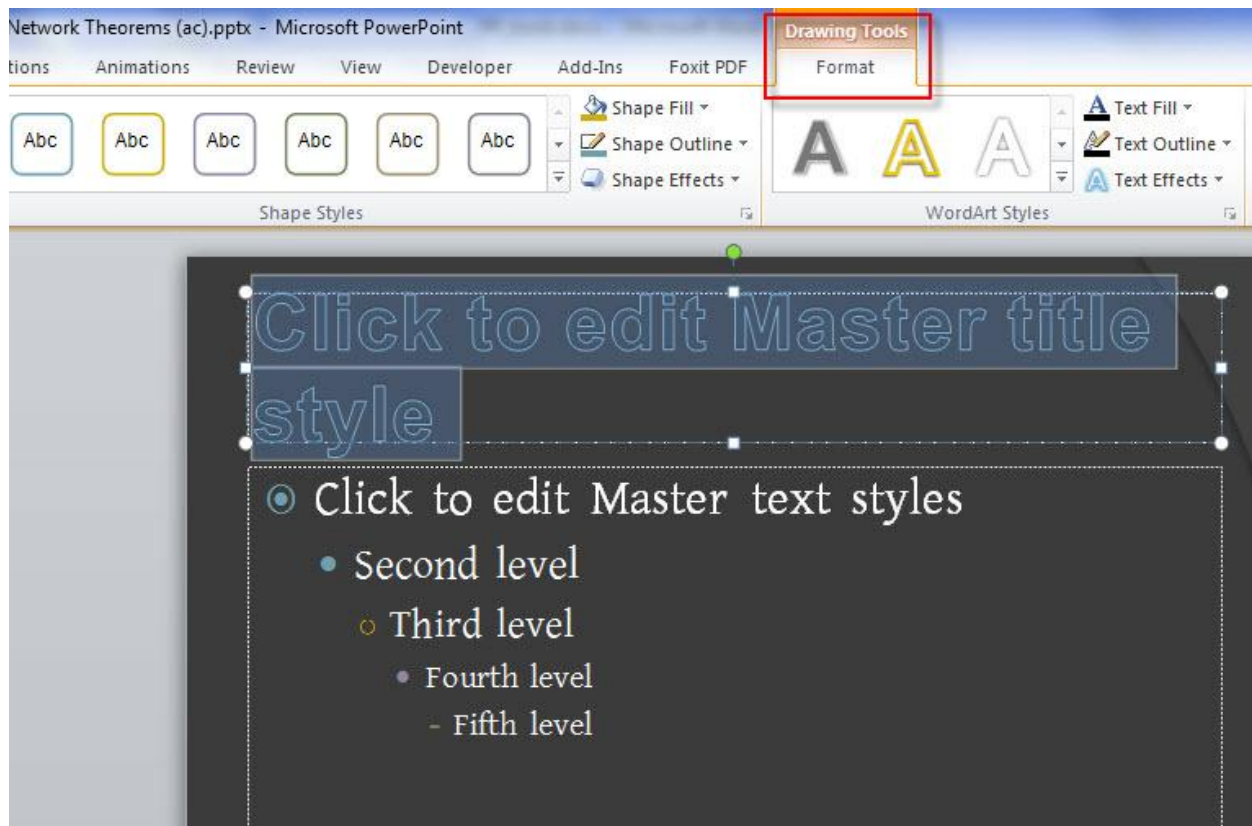 Network Theorems (ac).pptx - Microsoft PowerPoint
Drawing Tools
tions Animations Review View Developer Add-Ins Foxit PDF Format
Abc Abc Abc Abc Abc Abc
Shape Fill
Shape Outline
Shape Effects
Shape Styles
A A A
Text Fill
Text Outline
Text Effects
WordArt Styles
Click to edit Master title
style
Click to edit Master text styles
Second level
Third level
Fourth level
Fifth level